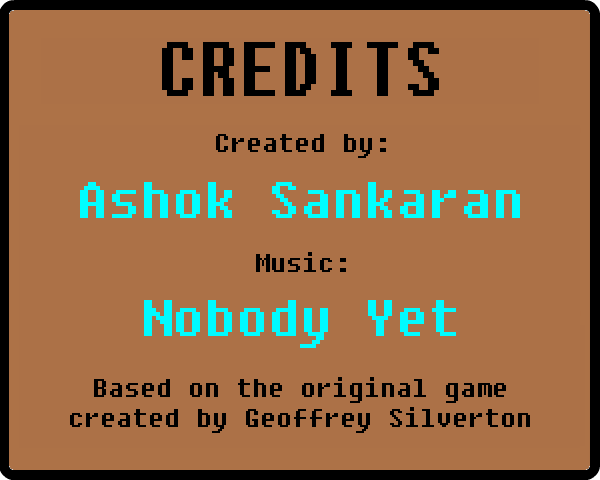 CREDITS
Created by:
Ashok Sankaran
Music:
Nobody Yet
Based on the original game
created by Geoffrey Silverton